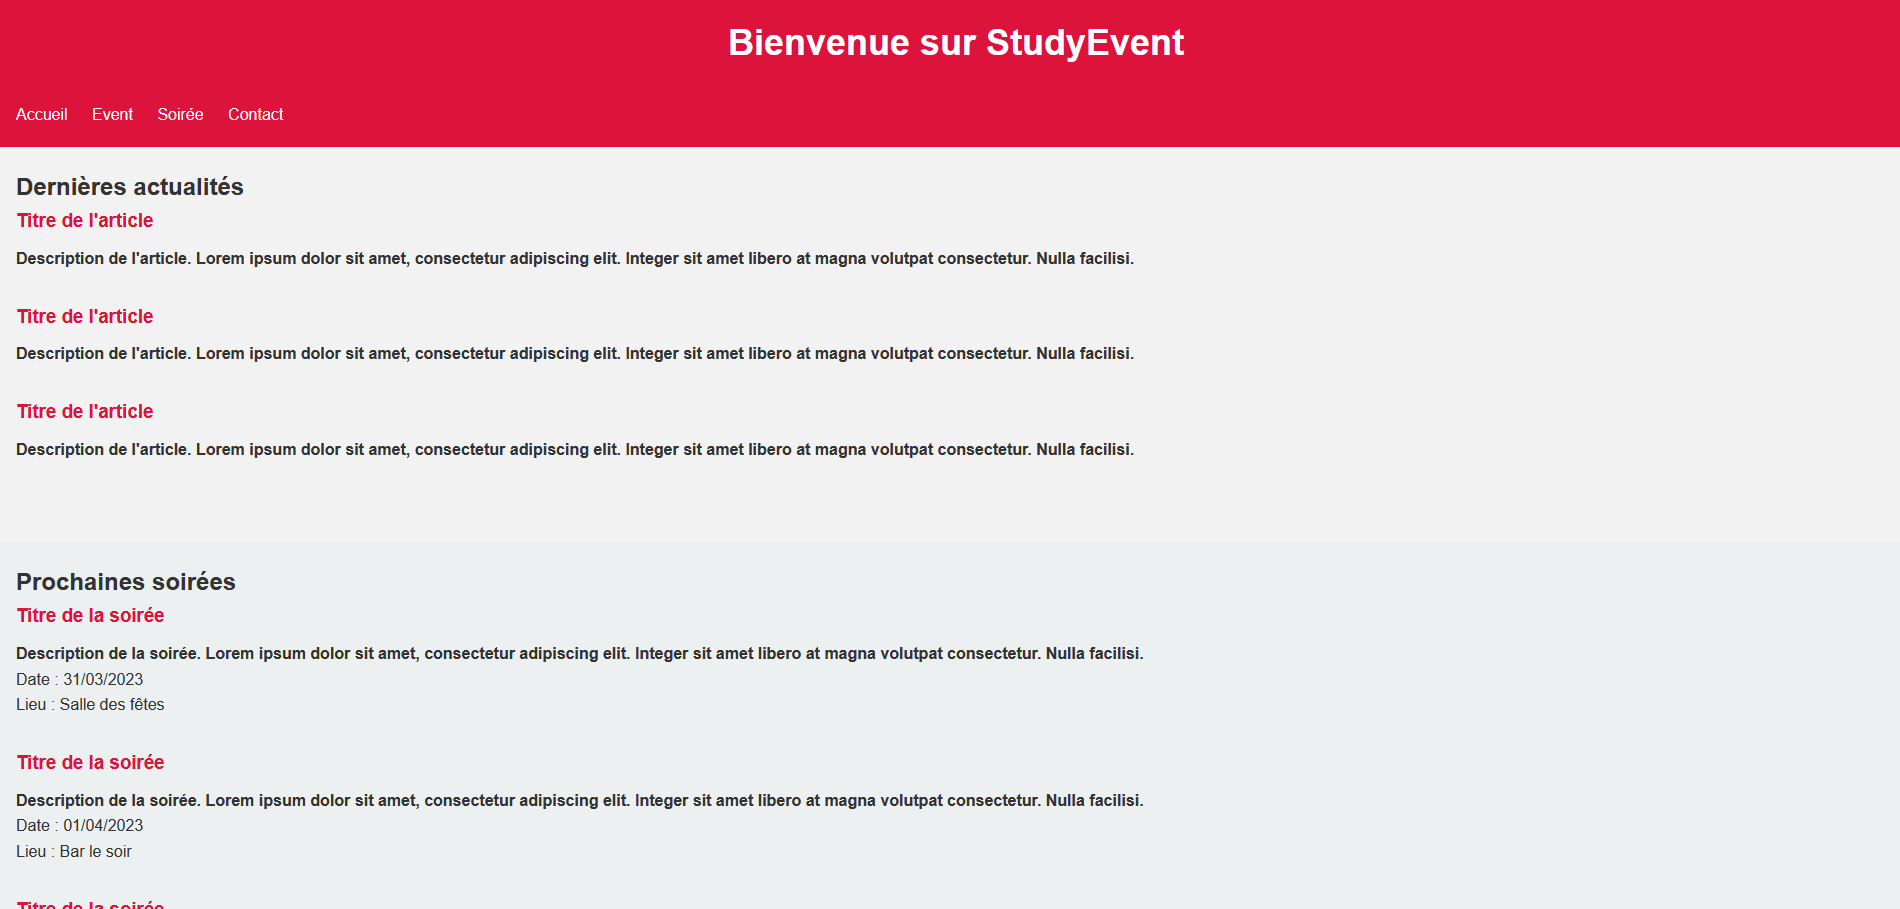 Bienvenue sur StudyEvent
Accueil Event Soirée Contact
Dernières actualités
Titre de l'article
Description de l'article. Lorem ipsum dolor sit amet, consectetur adipiscing elit. Integer sit amet libero at magna volutpat consectetur. Nulla facilisi.
Titre de l'article
Description de l'article. Lorem ipsum dolor sit amet, consectetur adipiscing elit. Integer sit amet libero at magna volutpat consectetur. Nulla facilisi.
Titre de l'article
Description de l'article. Lorem ipsum dolor sit amet, consectetur adipiscing elit. Integer sit amet libero at magna volutpat consectetur. Nulla facilisi.
Prochaines soirées
Titre de la soirée
Description de la soirée. Lorem ipsum dolor sit amet, consectetur adipiscing elit. Integer sit amet libero at magna volutpat consectetur. Nulla facilisi.
Date : 31/03/2023
Lieu : Salle des fêtes
Titre de la soirée
Description de la soirée. Lorem ipsum dolor sit amet, consectetur adipiscing elit. Integer sit amet libero at magna volutpat consectetur. Nulla facilisi.
Date : 01/04/2023
Lieu : Bar le soir
Titre de la soirée